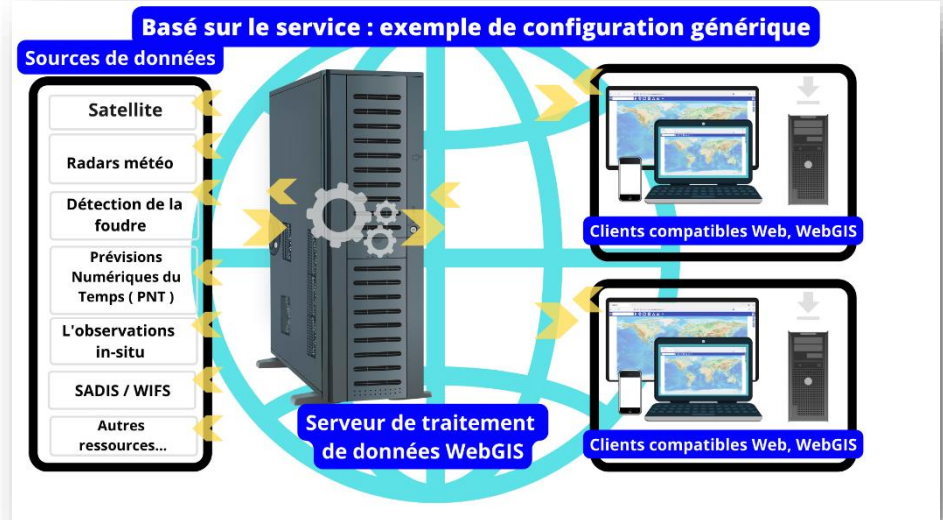 Basé sur le service : exemple de configuration générique
Sources de données
Satellite
Radars météo
Détection de la
foudre
Prévisions
Numériques du
Temps ( PNT )
L'observations
in-situ
SADIS / WIFS
Autres
ressources...
Serveur de traitement
de données WebGIS
Clients compatibles Web, WebGIS
Clients compatibles Web, WebGIS